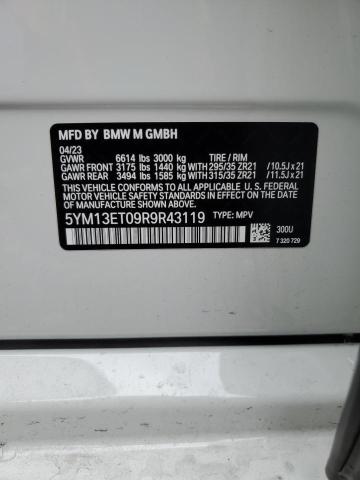 MFD BY BMW M GMBH
04/23
GVWR 6614 lbs 3000 kg TIRE / RIM
GAWR FRONT 3175 lbs 1440 kg WITH 295/35 ZR21 / 10.5J x 21
GAWR REAR 3494 lbs 1585 kg WITH 315/35 ZR21 / 11.5J x 21
THIS VEHICLE CONFORMS TO ALL APPLICABLE U. S. FEDERAL
MOTOR VEHICLE SAFETY STANDARDS IN EFFECT ON
THE DATE OF MANUFACTURE SHOWN ABOVE.
5YM13ET09R9R43119 TYPE: MPV
300U
7 320 729